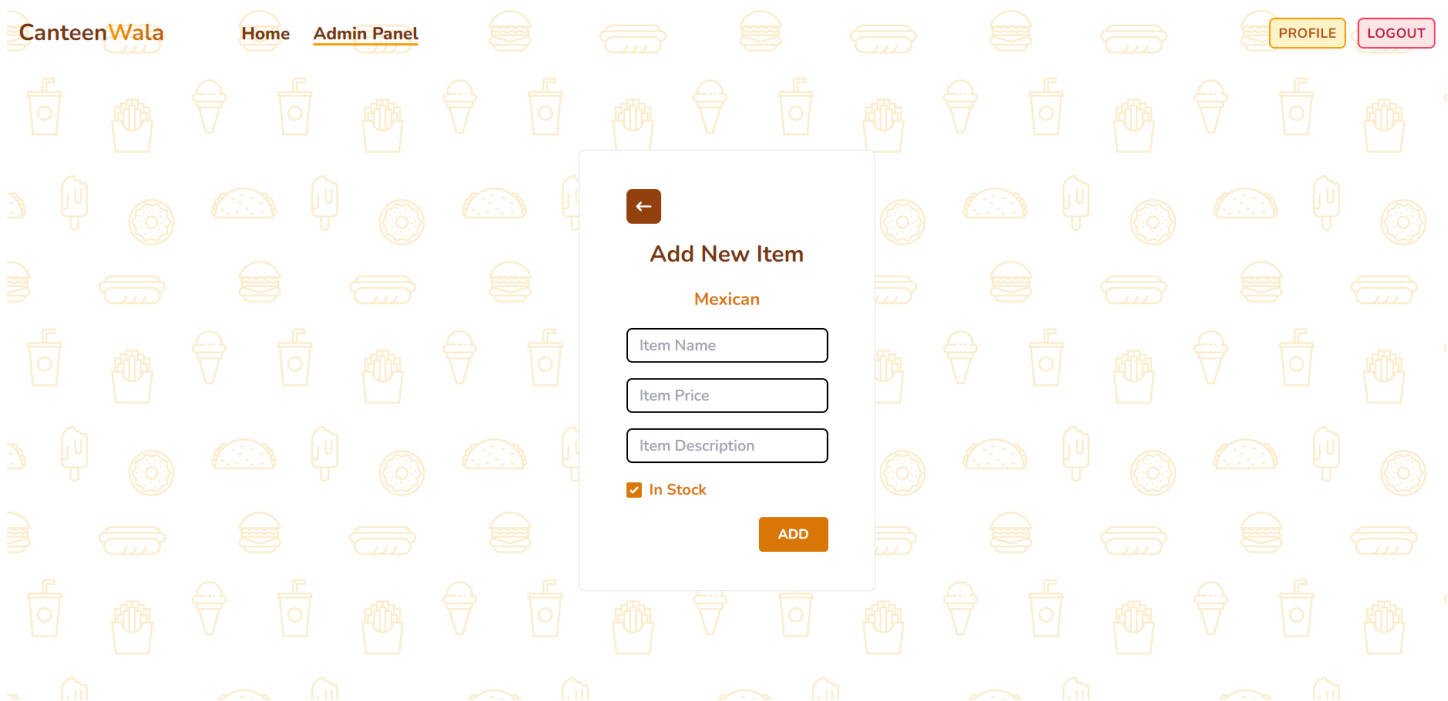 CanteenWala Home Admin Panel PROFILE LOGOUT
Add New Item
Mexican
Item Name
Item Price
Item Description
In Stock
ADD